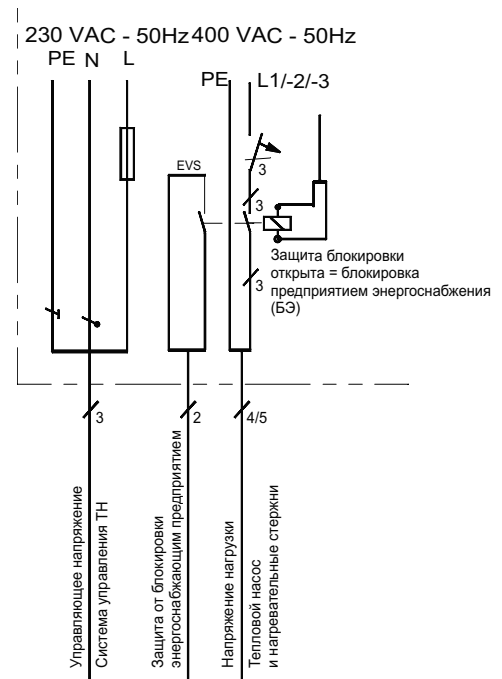 230 VAC - 50Hz 400 VAC - 50Hz
PE N L
PE L1/-2/-3
3
EVS
3
Защита блокировки
открыта = блокировка
3
предприятием энергоснабжения
(БЭ)
3
2
4/5
Управляющее напряжение
Система управления ТН
Защита от блокировки
энергоснабжающим предприятием
Напряжение нагрузки
Тепловой насос
и нагревательные стержни